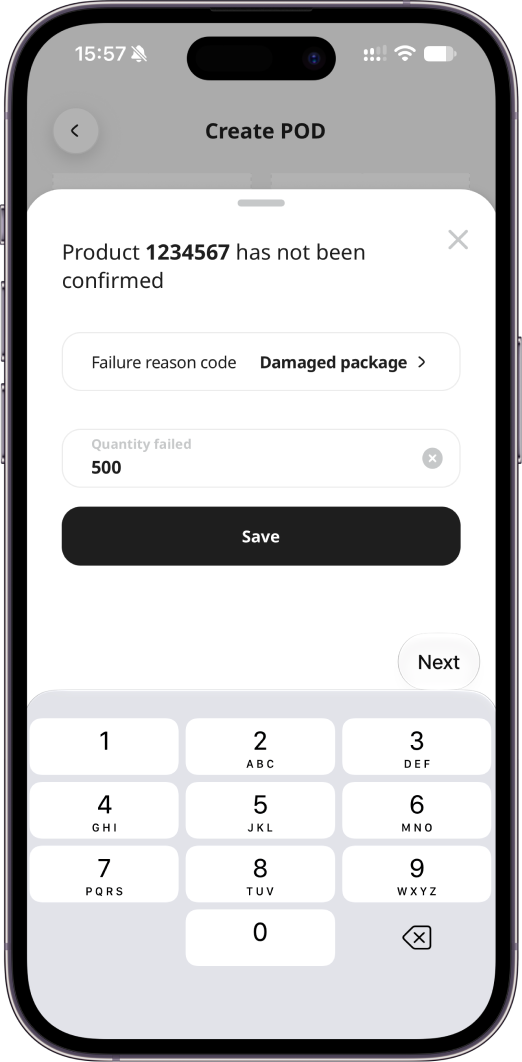 15:57
Create POD
Product 1234567 has not been
confirmed
Failure reason code Damaged package
Quantity failed
500
Save
Next
1 2 3
ABC DEF
4 5 6
GHI JKL MNO
7 8 9
PQRS TUV WXYZ
0